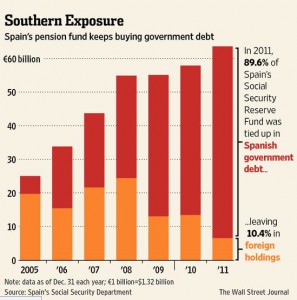 Southern Exposure
Spain's pension fund keeps buying government debt
€60 billion
50
40
30
20
10
0
2005 '06 '07 '08 '09 '10 '11
In 2011,
89.6% of
Spain's
Social
Security
Reserve
Fund was
tied up in
Spanish
government
debt...
...leaving
10.4% in
foreign
holdings
Note: data as of Dec. 31 each year; €1 billion=$1.32 billion
Source: Spain's Social Security Department
The Wall Street Journal